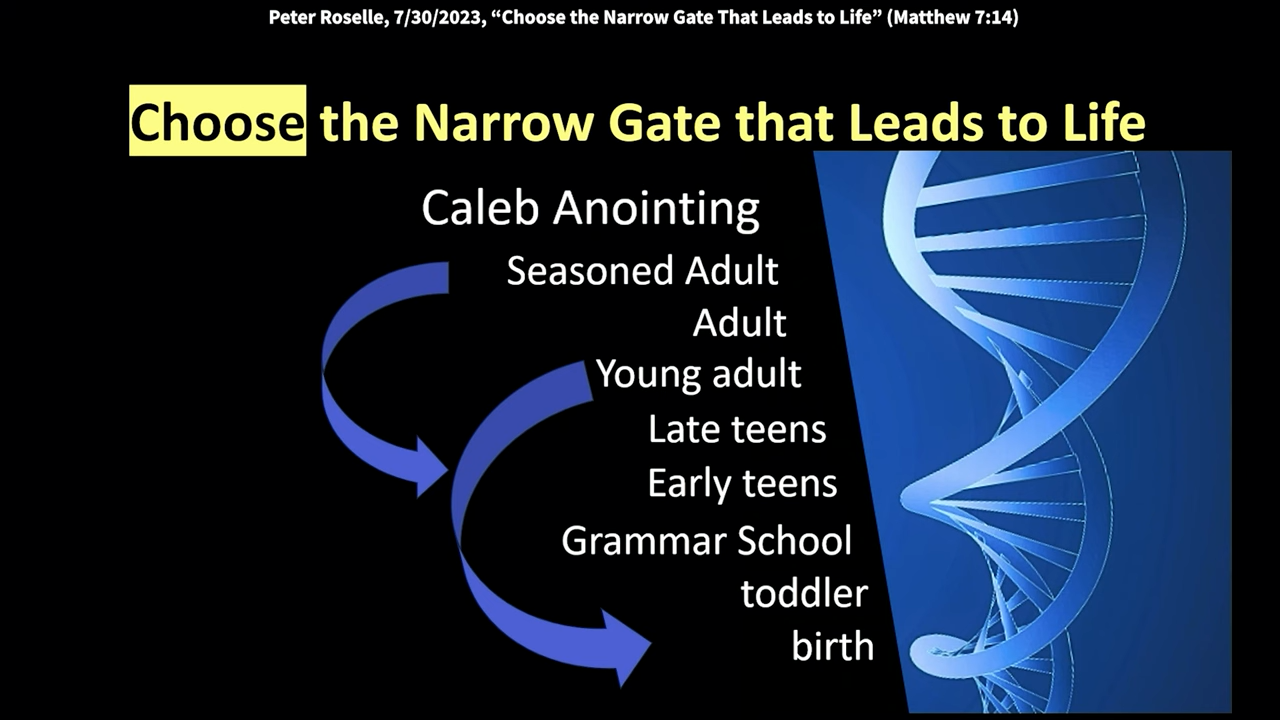 Peter Roselle, 7/30/2023, “Choose the Narrow Gate That Leads to Life” (Matthew 7:14)
Choose the Narrow Gate that Leads to Life
Caleb Anointing
Seasoned Adult
Adult
Young adult
Late teens
Early teens
Grammar School
toddler
birth